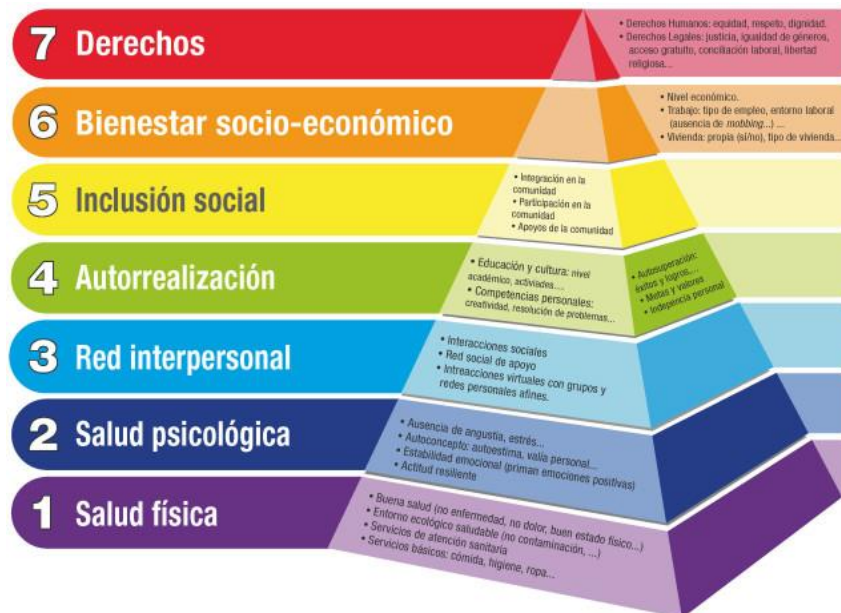 7 Derechos
• Derechos Humanos: equidad, respeto, dignidad.
• Derechos Legales: justicia, igualdad de géneros,
acceso gratuito, conciliación laboral, libertad
religiosa...
6 Bienestar socio-económico
• Nivel económico.
• Trabajo: tipo de empleo, entorno laboral
(ausencia de mobbing...) ...
• Vivienda: propia (sí/no), tipo de vivienda...
5 Inclusión social
• Integración en la
comunidad
• Participación en la
comunidad
• Apoyos de la comunidad
4 Autorrealización
• Educación y cultura: nivel
académico, activiades....
• Competencias personales:
creatividad, resolución de problemas...
• Autosuperación:
éxitos y logros,...
• Metas y valores
• Indepencia personal
3 Red interpersonal
• Interacciones sociales
• Red social de apoyo
• Intreacciones virtuales con grupos y
redes personales afines.
2 Salud psicológica
• Ausencia de angustia, estrés...
• Autoconcepto: autoestima, valía personal...
• Estabilidad emocional (priman emociones positivas)
• Actitud resiliente
1 Salud física
• Buena salud (no enfermedad, no dolor, buen estado físico...)
• Entorno ecológico saludable (no contaminación, ...)
• Servicios de atención sanitaria
• Servicios básicos: cómida, higiene, ropa...